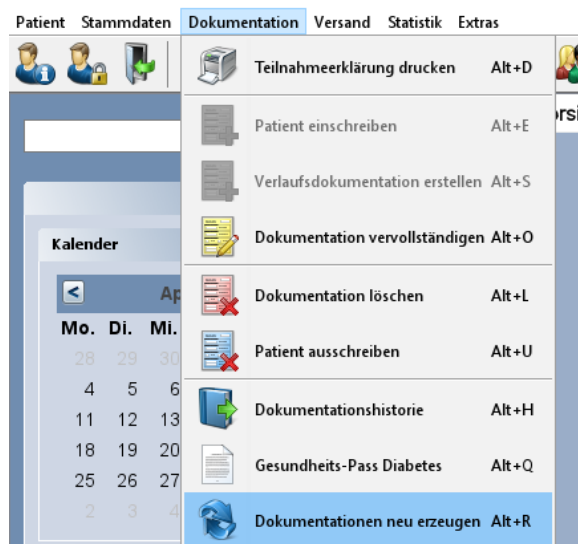 Patient Stammdaten Dokumentation Versand Statistik Extras
Teilnahmeerklärung drucken Alt+D
Patient einschreiben Alt+E
Verlaufsdokumentation erstellen Alt+S
Dokumentation vervollständigen Alt+O
Kalender
Dokumentation löschen Alt+L
<
Mo. Di. Mi.
Patient ausschreiben Alt+U
28 29 30
4 5 6
Dokumentationshistorie Alt+H
11 12 13
18 19 20
Gesundheits-Pass Diabetes Alt+Q
25 26 27
2 3 4
Dokumentationen neu erzeugen Alt+R